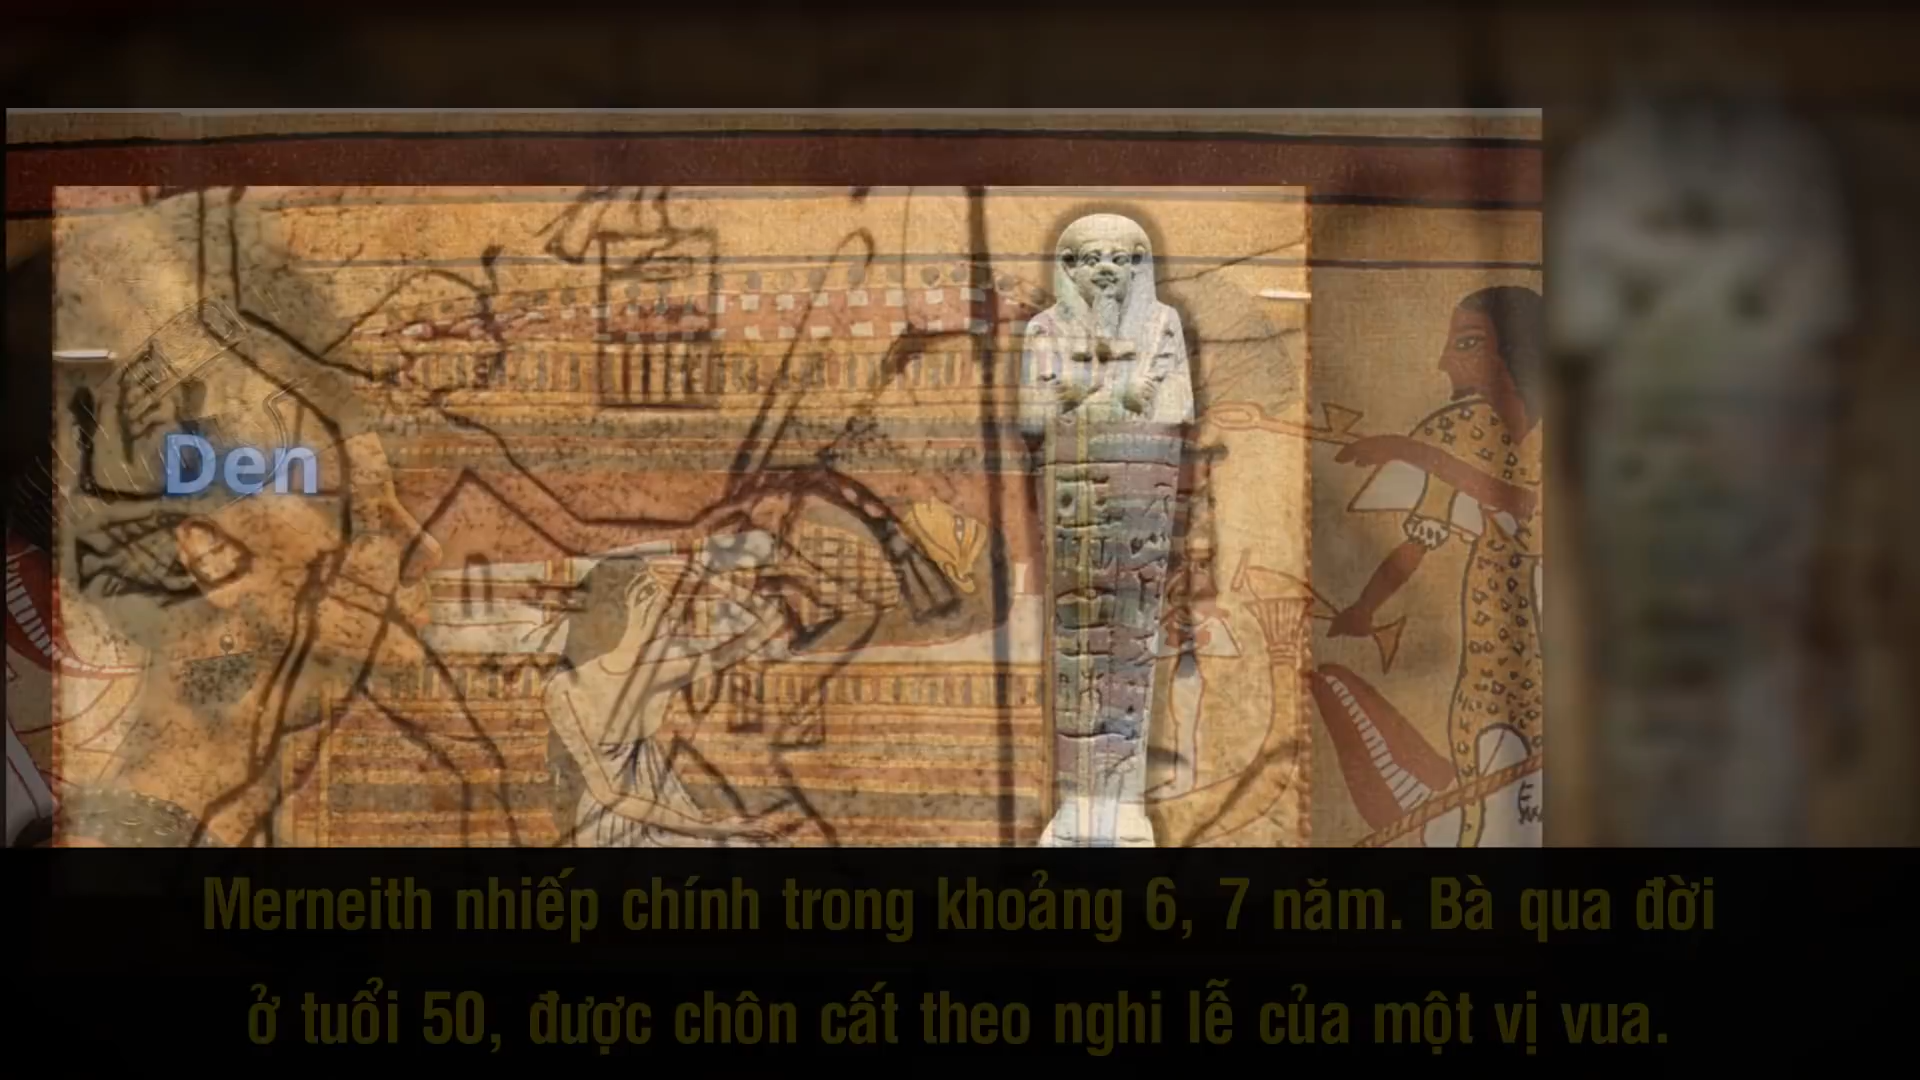 Den
Merneith nhiếp chính trong khoảng 6, 7 năm. Bà qua đời
ở tuổi 50, được chôn cất theo nghi lễ của một vị vua.